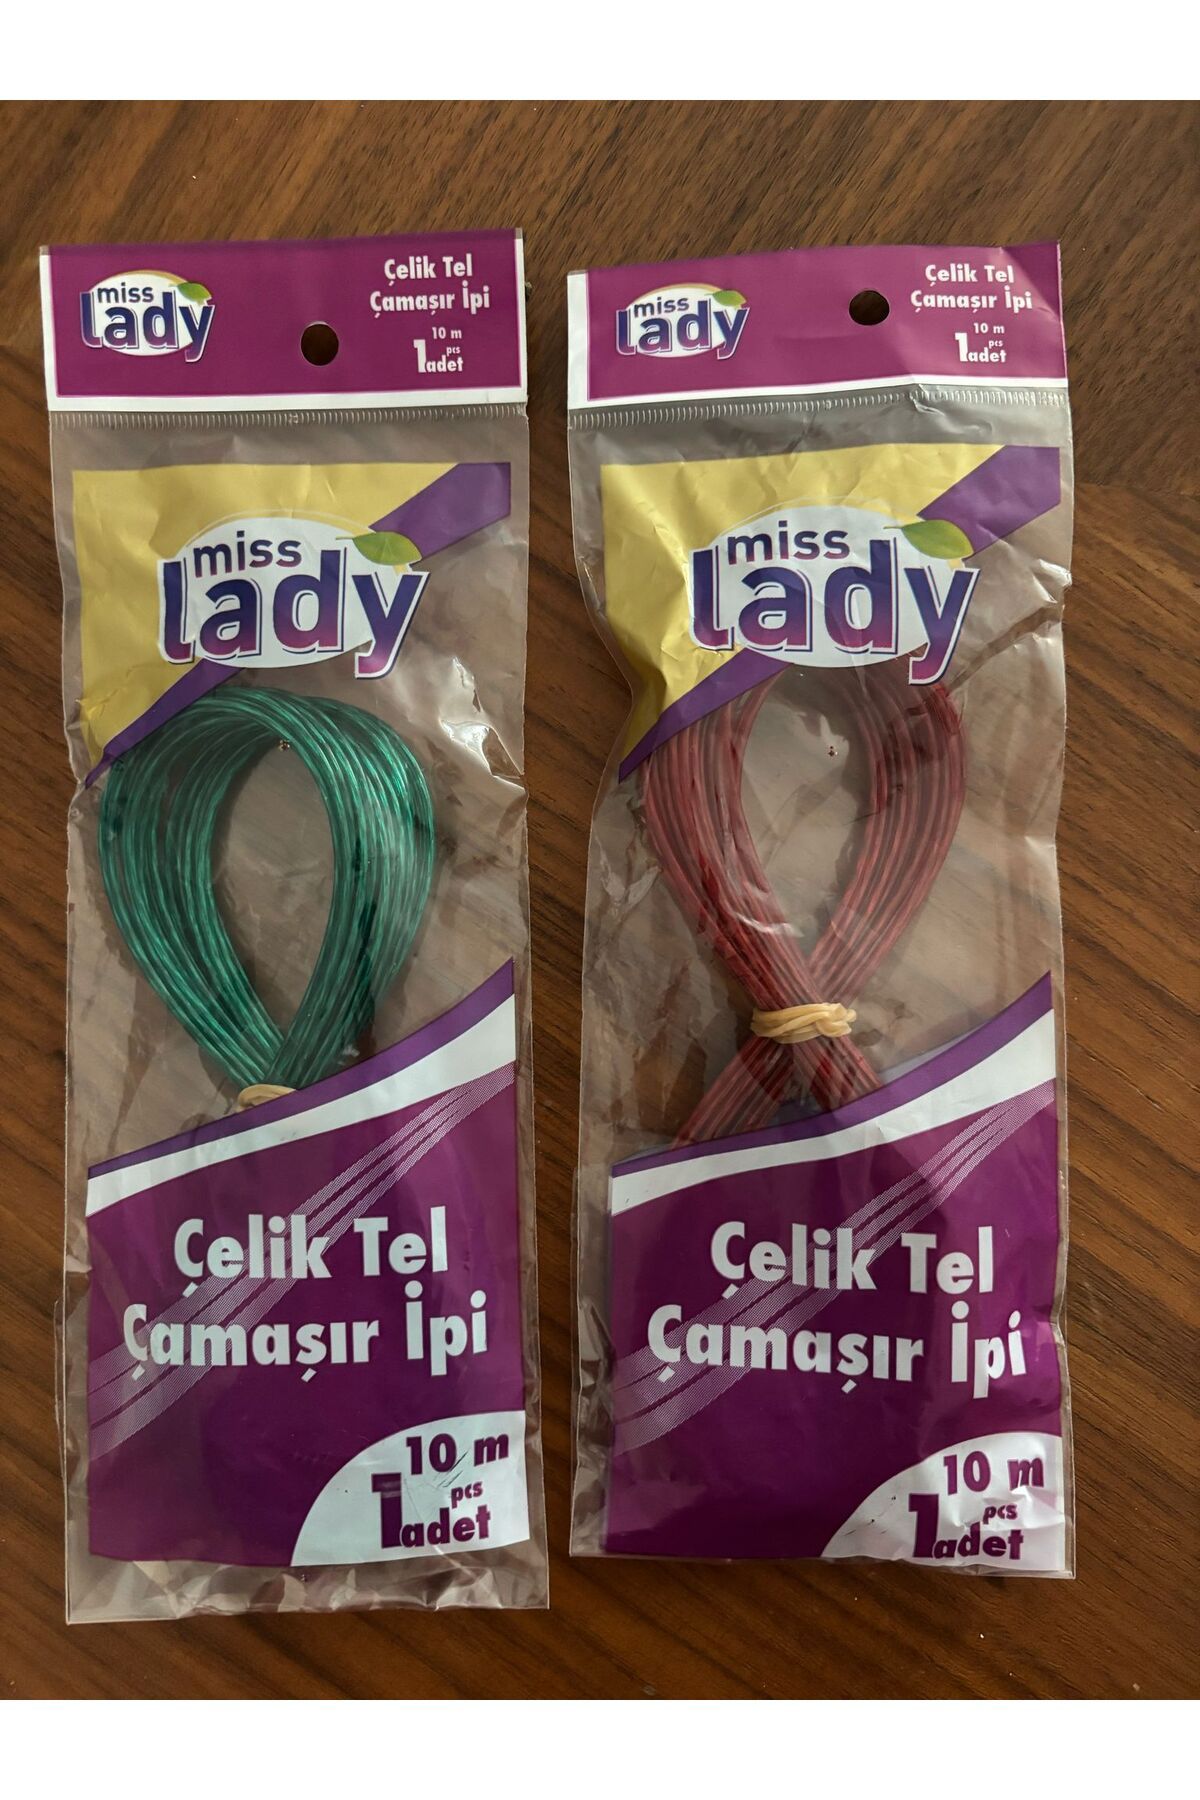 miss
lady
Çelik Tel
Çamaşır İpi
10 m
1 pcs
adet
miss
lady
Çelik Tel
Çamaşır İpi
10 m
1 pcs
adet
miss
lady
Çelik Tel
Çamaşır İpi
10 m
1 pcs
adet
miss
lady
Çelik Tel
Çamaşır İpi
10 m
1 pcs
adet